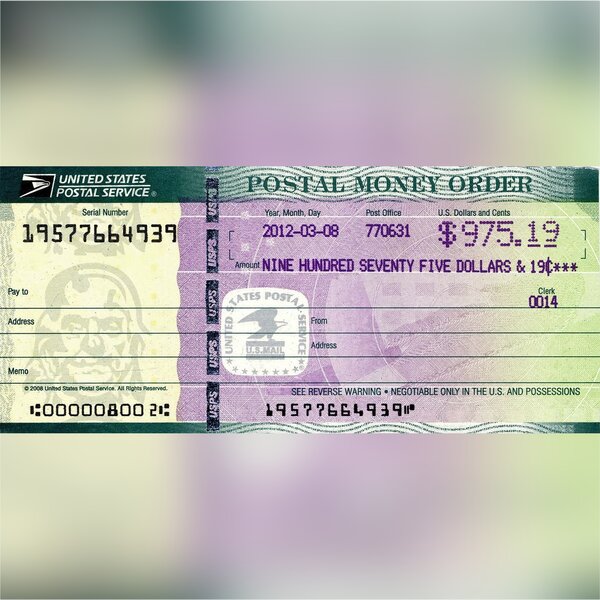 UNITED STATES
POSTAL SERVICE®
POSTAL MONEY ORDER
Serial Number
19577664939
Year, Month, Day Post Office U.S. Dollars and Cents
2012-03-08 770631 $975.19
Amount NINE HUNDRED SEVENTY FIVE DOLLARS & 19¢***
Clerk
0014
Pay to
Address
Memo
From
Address
UNITED STATES POSTAL SERVICE
U.S. MAIL
USPS
USPS
USPS
USPS
USPS
© 2008 United States Postal Service. All Rights Reserved.
SEE REVERSE WARNING • NEGOTIABLE ONLY IN THE U.S. AND POSSESSIONS
⑆000000800 2⑆ 19577664939⑈